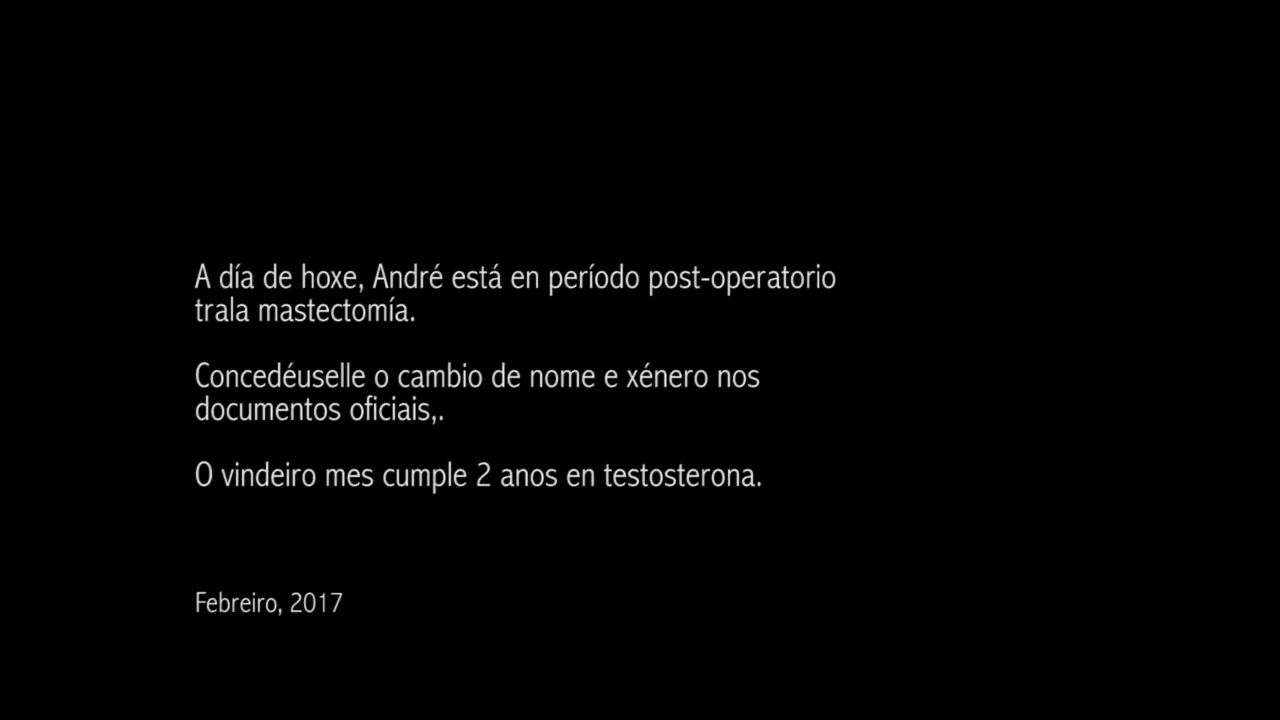 A día de hoxe, André está en período post-operatorio
trala mastectomía.
Concedéuselle o cambio de nome e xénero nos
documentos oficiais,.
O vindeiro mes cumple 2 anos en testosterona.
Febreiro, 2017